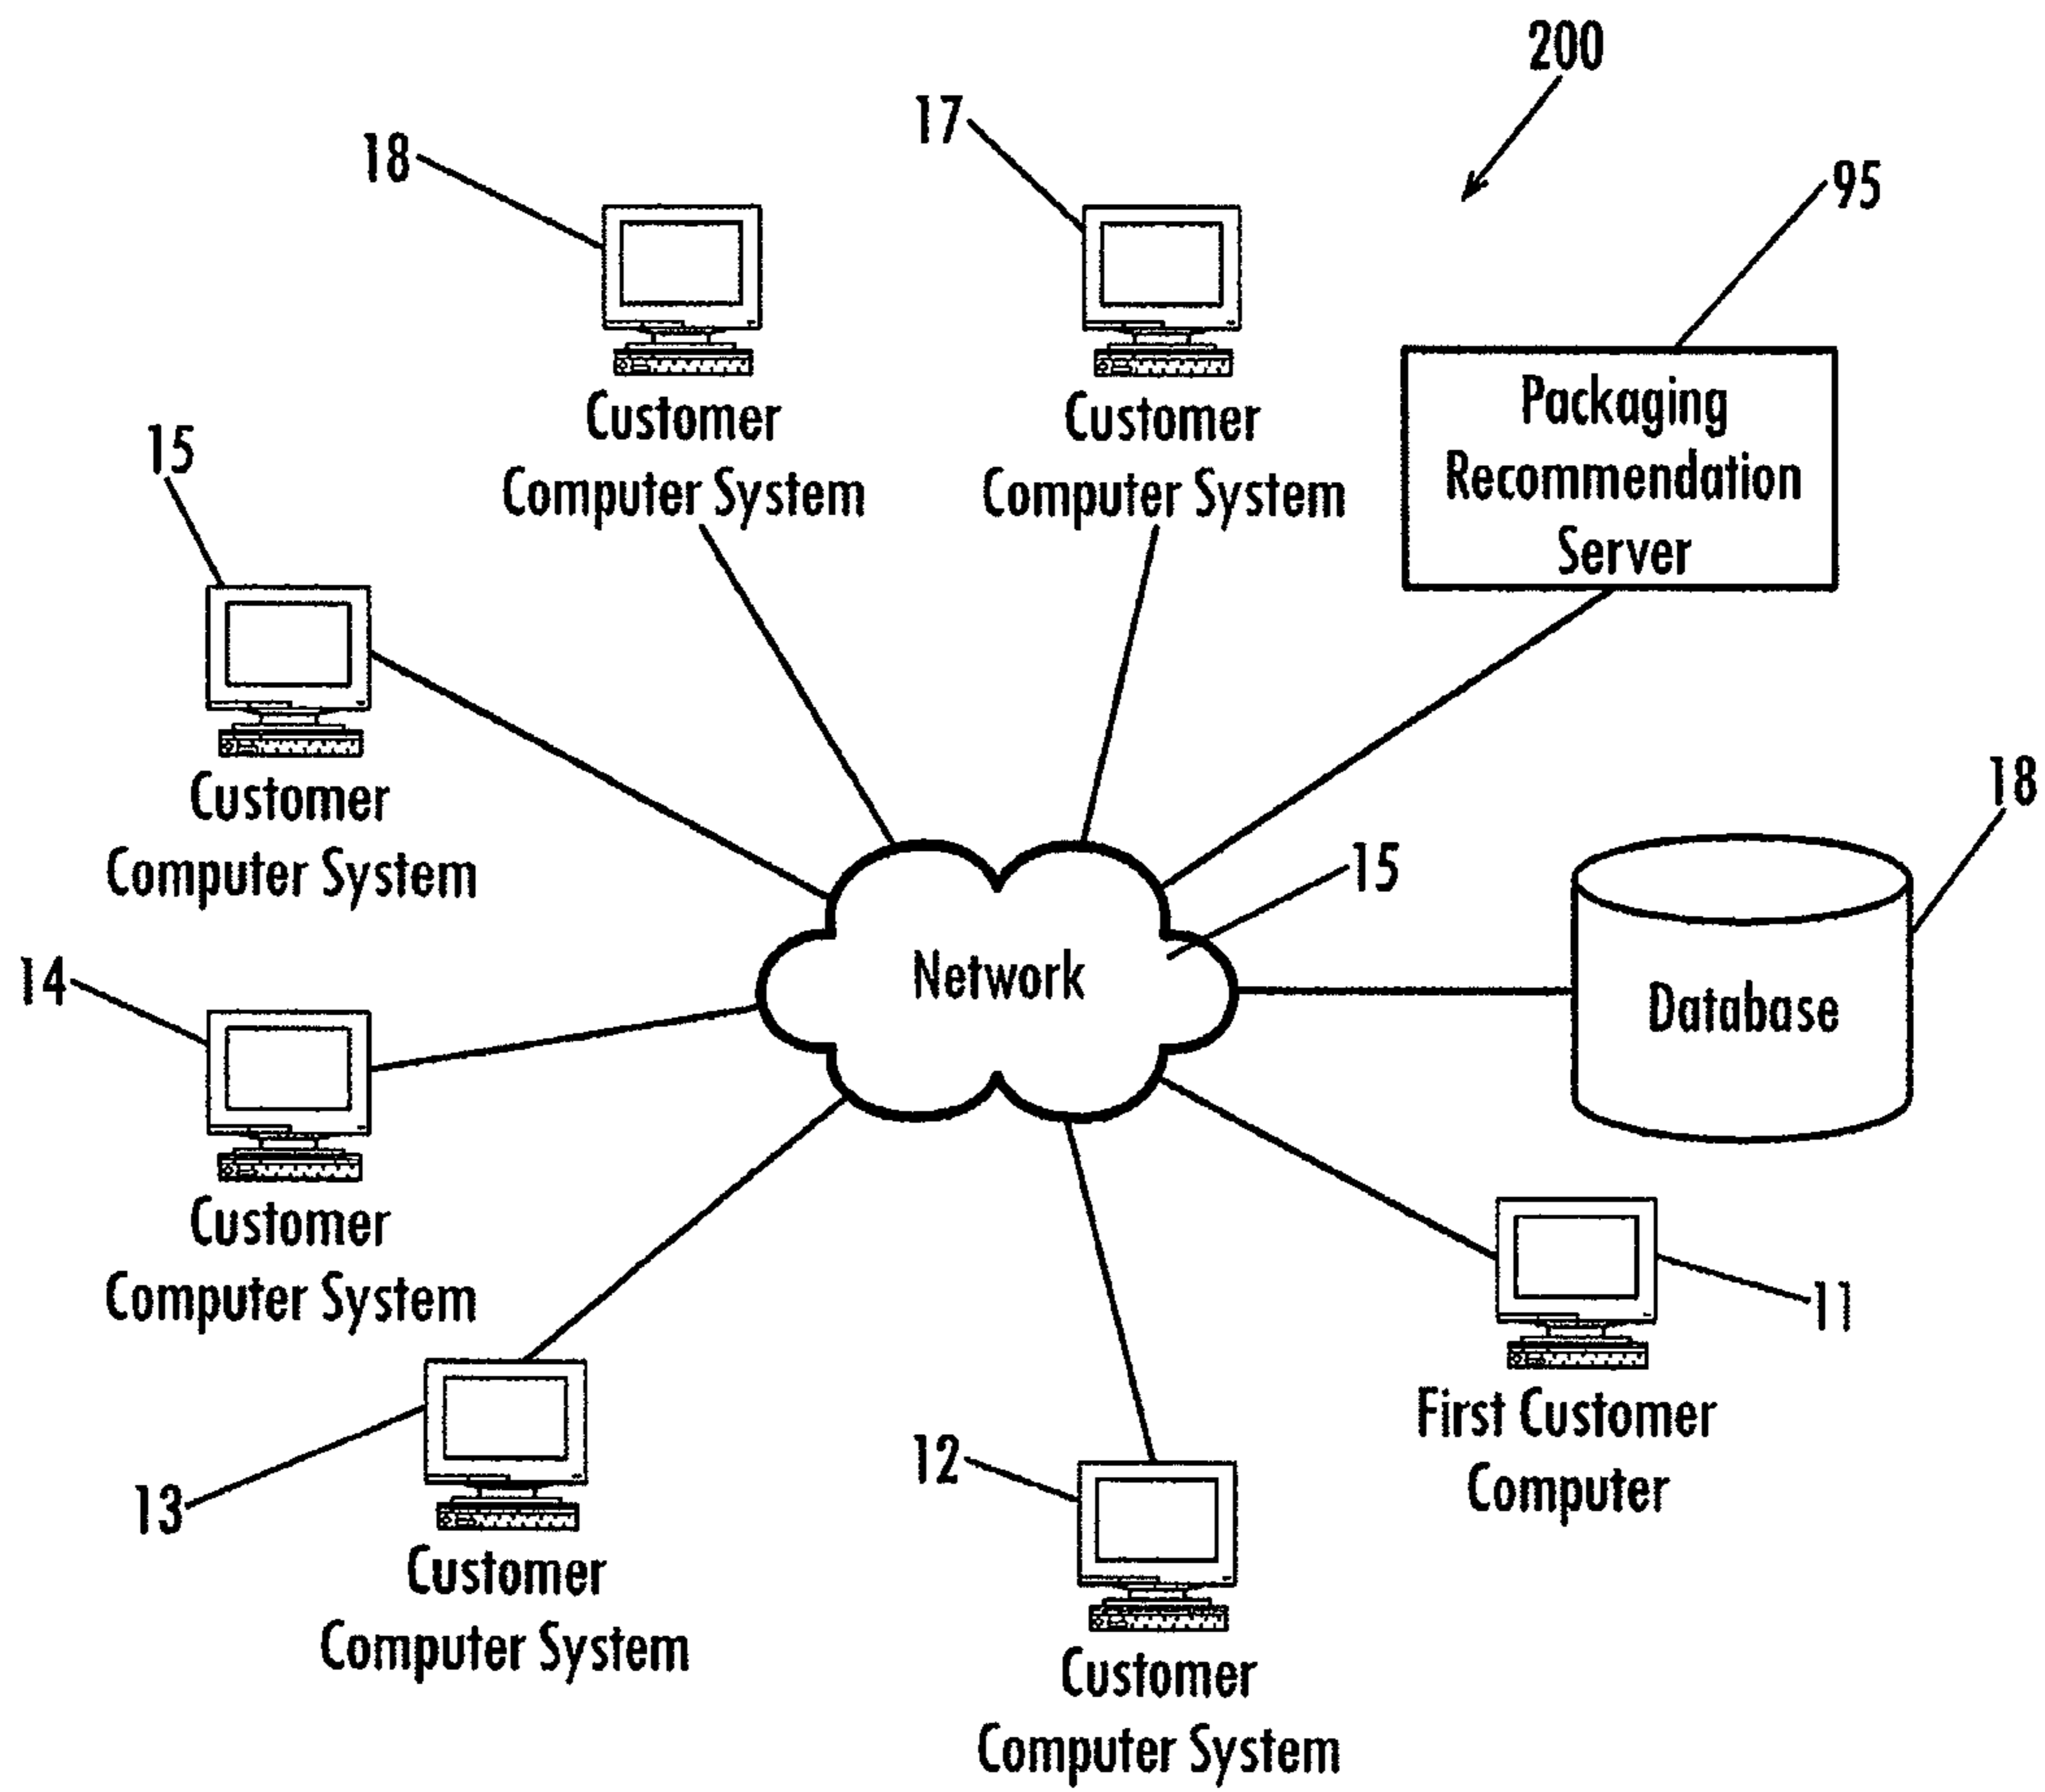 200
17
18
95
Customer
Computer System
Customer
Computer System
Packaging
Recommendation
Server
15
Customer
Computer System
18
15
Network
Database
14
Customer
Computer System
11
First Customer
Computer
13
Customer
Computer System
12
Customer
Computer System